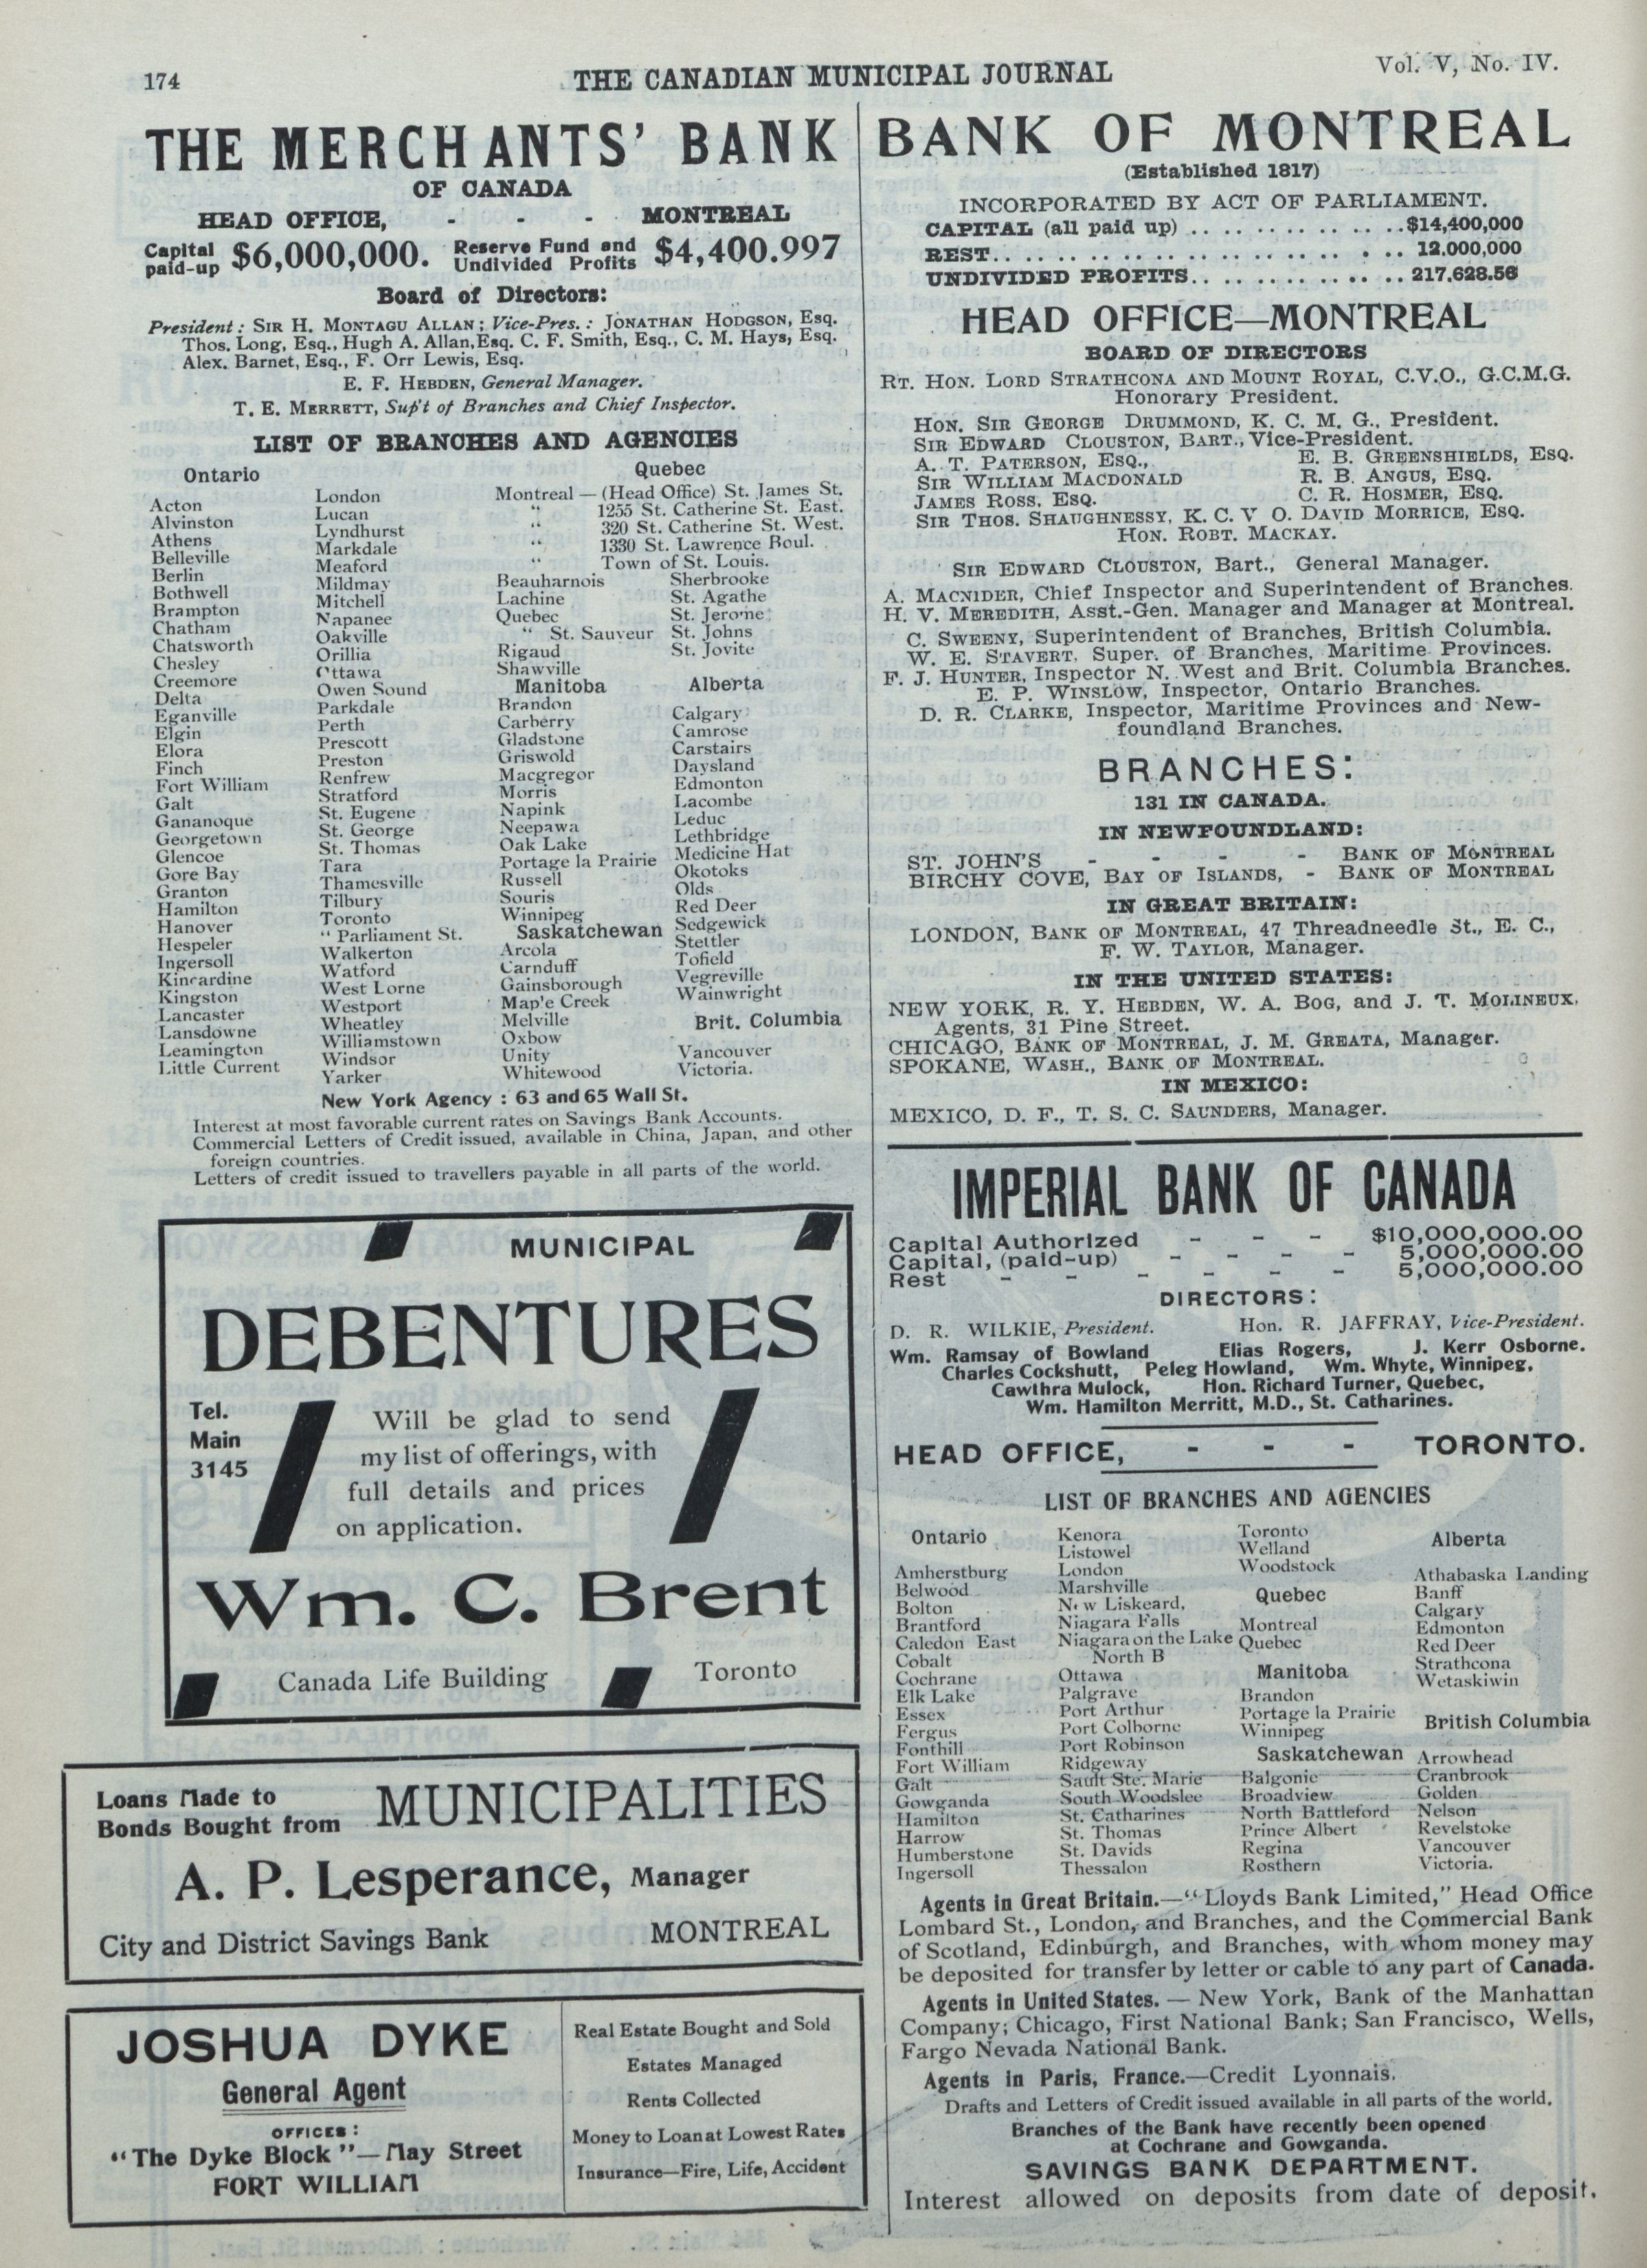 174
THE CANADIAN MUNICIPAL JOURNAL
Vol. V, No. IV.
THE MERCHANTS' BANK
OF CANADA
HEAD OFFICE, - - - MONTREAL
Capital paid-up $6,000,000. Reserve Fund and Undivided Profits $4,400.997
Board of Directors:
President: SIR H. MONTAGU ALLAN; Vice-Pres.: JONATHAN HODGSON, Esq.
Thos. Long, Esq., Hugh A. Allan, Esq. C. F. Smith, Esq., C. M. Hays, Esq.
Alex. Barnet, Esq., F. Orr Lewis, Esq.
E. F. HEBDEN, General Manager.
T. E. MERRETT, Sup't of Branches and Chief Inspector.
LIST OF BRANCHES AND AGENCIES
Ontario
Acton
Alvinston
Athens
Belleville
Berlin
Bothwell
Brampton
Chatham
Chatsworth
Chesley
Creemore
Delta
Eganville
Elgin
Elora
Finch
Fort William
Galt
Gananoque
Georgetown
Glencoe
Gore Bay
Granton
Hamilton
Hanover
Hespeler
Ingersoll
Kincardine
Kingston
Lancaster
Lansdowne
Leamington
Little Current
London
Lucan
Lyndhurst
Markdale
Meaford
Mildmay
Mitchell
Napanee
Oakville
Orillia
Ottawa
Owen Sound
Parkdale
Perth
Prescott
Preston
Renfrew
Stratford
St. Eugene
St. George
St. Thomas
Tara
Thamesville
Tilbury
Toronto
" Parliament St.
Walkerton
Watford
West Lorne
Westport
Wheatley
Williamstown
Windsor
Yarker
Quebec
Montreal — (Head Office) St. James St.
" 1255 St. Catherine St. East.
" 320 St. Catherine St. West.
" 1330 St. Lawrence Boul.
" Town of St. Louis.
Beauharnois
Lachine
Quebec
" St. Sauveur
Rigaud
Shawville
Sherbrooke
St. Agathe
St. Jerome
St. Johns
St. Jovite
Manitoba
Brandon
Carberry
Gladstone
Griswold
Macgregor
Morris
Napink
Neepawa
Oak Lake
Portage la Prairie
Russell
Souris
Winnipeg
Saskatchewan
Arcola
Carnduff
Gainsborough
Map'e Creek
Melville
Oxbow
Unity
Whitewood
Alberta
Calgary
Camrose
Carstairs
Daysland
Edmonton
Lacombe
Leduc
Lethbridge
Medicine Hat
Okotoks
Olds
Red Deer
Sedgewick
Stettler
Tofield
Vegreville
Wainwright
Brit. Columbia
Vancouver
Victoria.
New York Agency : 63 and 65 Wall St.
Interest at most favorable current rates on Savings Bank Accounts.
Commercial Letters of Credit issued, available in China, Japan, and other
foreign countries.
Letters of credit issued to travellers payable in all parts of the world.
MUNICIPAL
DEBENTURES
Tel.
Main
3145
Will be glad to send
my list of offerings, with
full details and prices
on application.
Wm. C. Brent
Canada Life Building
Toronto
Loans Made to
Bonds Bought from
MUNICIPALITIES
A. P. Lesperance, Manager
City and District Savings Bank
MONTREAL
JOSHUA DYKE
General Agent
OFFICES:
"The Dyke Block"—May Street
FORT WILLIAM
Real Estate Bought and Sold
Estates Managed
Rents Collected
Money to Loan at Lowest Rates
Insurance—Fire, Life, Accident
BANK OF MONTREAL
(Established 1817)
INCORPORATED BY ACT OF PARLIAMENT.
CAPITAL (all paid up) .............. $14,400,000
REST.................... 12.000,000
UNDIVIDED PROFITS.............. 217.628.56
HEAD OFFICE—MONTREAL
BOARD OF DIRECTORS
RT. HON. LORD STRATHCONA AND MOUNT ROYAL, C.V.O., G.C.M.G.
Honorary President.
HON. SIR GEORGE DRUMMOND, K. C. M. G., President.
SIR EDWARD CLOUSTON, BART., Vice-President.
A. T. PATERSON, ESQ., E. B. GREENSHIELDS, ESQ.
SIR WILLIAM MACDONALD R. B. ANGUS, ESQ.
JAMES ROSS, ESQ. C. R. HOSMER, ESQ.
SIR THOS. SHAUGHNESSY, K. C. V O. DAVID MORRICE, ESQ.
HON. ROBT. MACKAY.
SIR EDWARD CLOUSTON, Bart., General Manager.
A. MACNIDER, Chief Inspector and Superintendent of Branches.
H. V. MEREDITH, Asst.-Gen. Manager and Manager at Montreal.
C. SWEENY, Superintendent of Branches, British Columbia.
W. E. STAVERT, Super. of Branches, Maritime Provinces.
F. J. HUNTER, Inspector N. West and Brit. Columbia Branches.
E. P. WINSLOW, Inspector, Ontario Branches.
D. R. CLARKE, Inspector, Maritime Provinces and New-
foundland Branches.
BRANCHES:
131 IN CANADA.
IN NEWFOUNDLAND:
ST. JOHN'S - - - - BANK OF MONTREAL
BIRCHY COVE, BAY OF ISLANDS, - BANK OF MONTREAL
IN GREAT BRITAIN:
LONDON, BANK OF MONTREAL, 47 Threadneedle St., E. C.,
F. W. TAYLOR, Manager.
IN THE UNITED STATES:
NEW YORK, R. Y. HEBDEN, W. A. BOG, and J. T. MOLINEUX,
Agents, 31 Pine Street.
CHICAGO, BANK OF MONTREAL, J. M. GREATA, Manager.
SPOKANE, WASH., BANK OF MONTREAL.
IN MEXICO:
MEXICO, D. F., T. S. C. SAUNDERS, Manager.
IMPERIAL BANK OF CANADA
Capital Authorized - - - $10,000,000.00
Capital, (paid-up) - - - - 5,000,000.00
Rest - - - - - - 5,000,000.00
DIRECTORS:
D. R. WILKIE, President. Hon. R. JAFFRAY, Vice-President.
Wm. Ramsay of Bowland Elias Rogers, J. Kerr Osborne.
Charles Cockshutt, Peleg Howland, Wm. Whyte, Winnipeg,
Cawthra Mulock, Hon. Richard Turner, Quebec,
Wm. Hamilton Merritt, M.D., St. Catharines.
HEAD OFFICE, - - - TORONTO.
LIST OF BRANCHES AND AGENCIES
Ontario
Amherstburg
Belwood
Bolton
Brantford
Caledon East
Cobalt
Cochrane
Elk Lake
Essex
Fergus
Fonthill
Fort William
Galt
Gowganda
Hamilton
Harrow
Humberstone
Ingersoll
Kenora
Listowel
London
Marshville
New Liskeard,
Niagara Falls
Niagara on the Lake
North B
Ottawa
Palgrave
Port Arthur
Port Colborne
Port Robinson
Ridgeway
Sault Ste. Marie
South Woodslee
St. Catharines
St. Thomas
St. Davids
Thessalon
Toronto
Welland
Woodstock
Quebec
Montreal
Quebec
Manitoba
Brandon
Portage la Prairie
Winnipeg
Saskatchewan
Balgonie
Broadview
North Battleford
Prince Albert
Regina
Rosthern
Alberta
Athabaska Landing
Banff
Calgary
Edmonton
Red Deer
Strathcona
Wetaskiwin
British Columbia
Arrowhead
Cranbrook
Golden
Nelson
Revelstoke
Vancouver
Victoria.
Agents in Great Britain.—"Lloyds Bank Limited," Head Office
Lombard St., London, and Branches, and the Commercial Bank
of Scotland, Edinburgh, and Branches, with whom money may
be deposited for transfer by letter or cable to any part of Canada.
Agents in United States. — New York, Bank of the Manhattan
Company; Chicago, First National Bank; San Francisco, Wells,
Fargo Nevada National Bank.
Agents in Paris, France.—Credit Lyonnais.
Drafts and Letters of Credit issued available in all parts of the world.
Branches of the Bank have recently been opened
at Cochrane and Gowganda.
SAVINGS BANK DEPARTMENT.
Interest allowed on deposits from date of deposit.